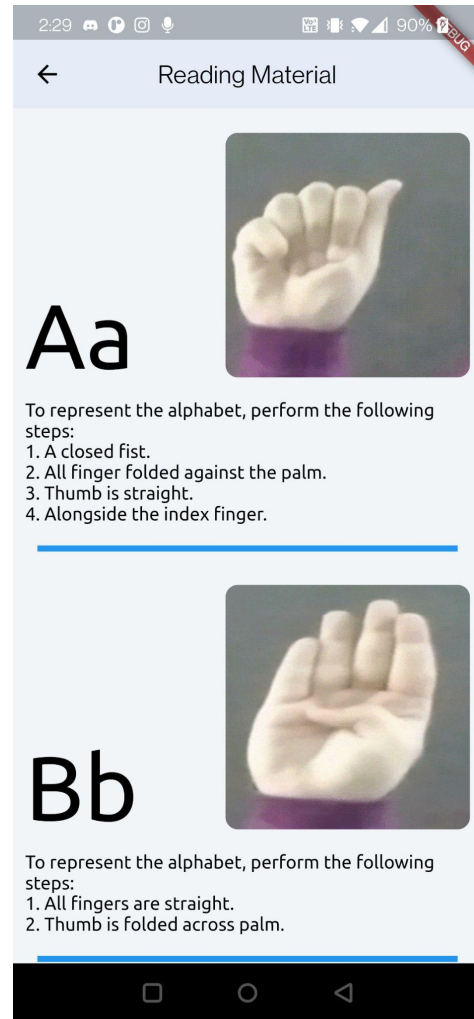 2:29
Vo)) LTE
90%
Reading Material
Aa
To represent the alphabet, perform the following
steps:
1. A closed fist.
2. All finger folded against the palm.
3. Thumb is straight.
4. Alongside the index finger.
Bb
To represent the alphabet, perform the following
steps:
1. All fingers are straight.
2. Thumb is folded across palm.